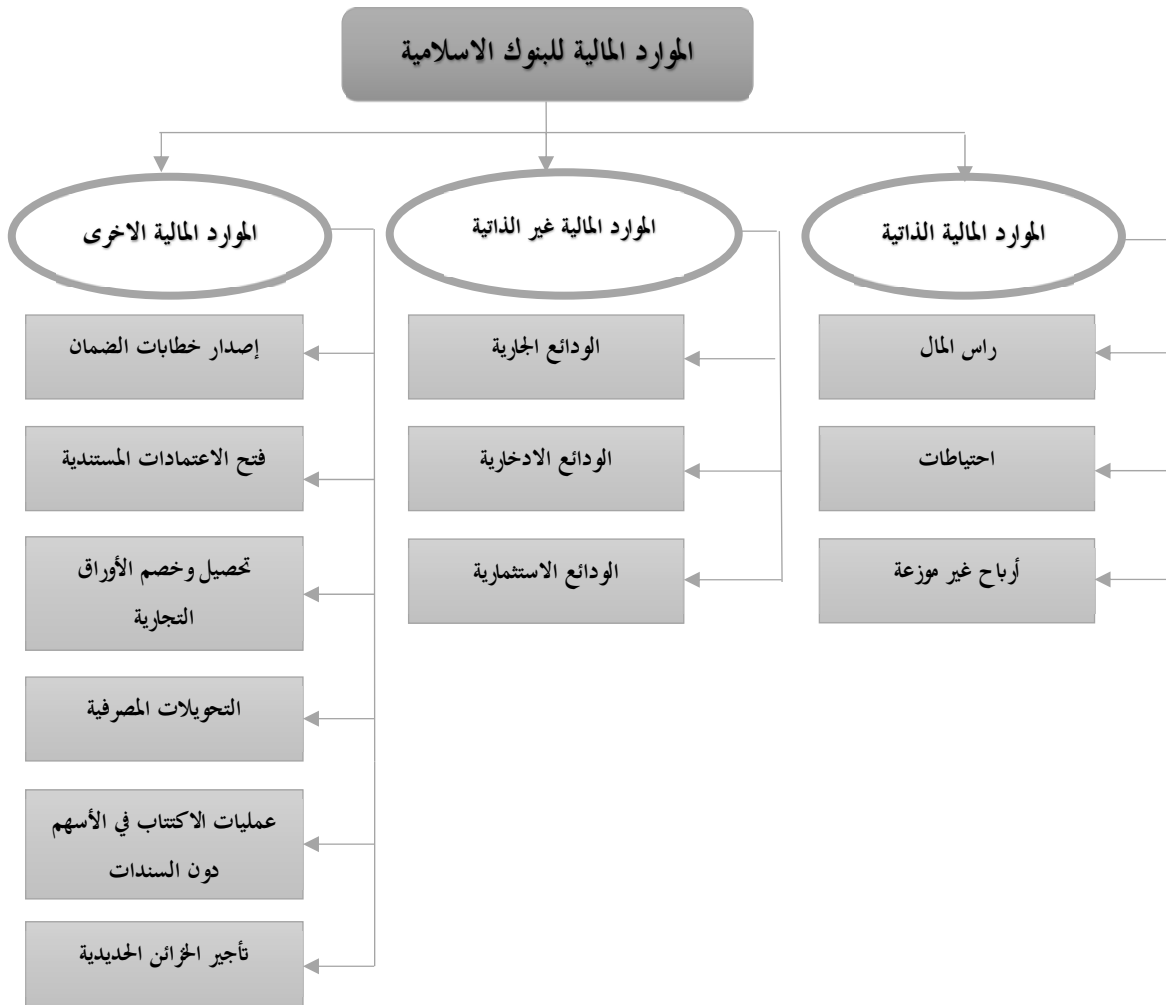 الموارد المالية للبنوك الاسلامية
الموارد المالية الذاتية
راس المال
احتياطات
أرباح غير موزعة
الموارد المالية غير الذاتية
الودائع الجارية
الودائع الادخارية
الودائع الاستثمارية
الموارد المالية الاخرى
إصدار خطابات الضمان
فتح الاعتمادات المستندية
تحصيل وخصم الأوراق
التجارية
التحويلات المصرفية
عمليات الاكتتاب في الأسهم
دون السندات
تأجير الخزائن الحديدية